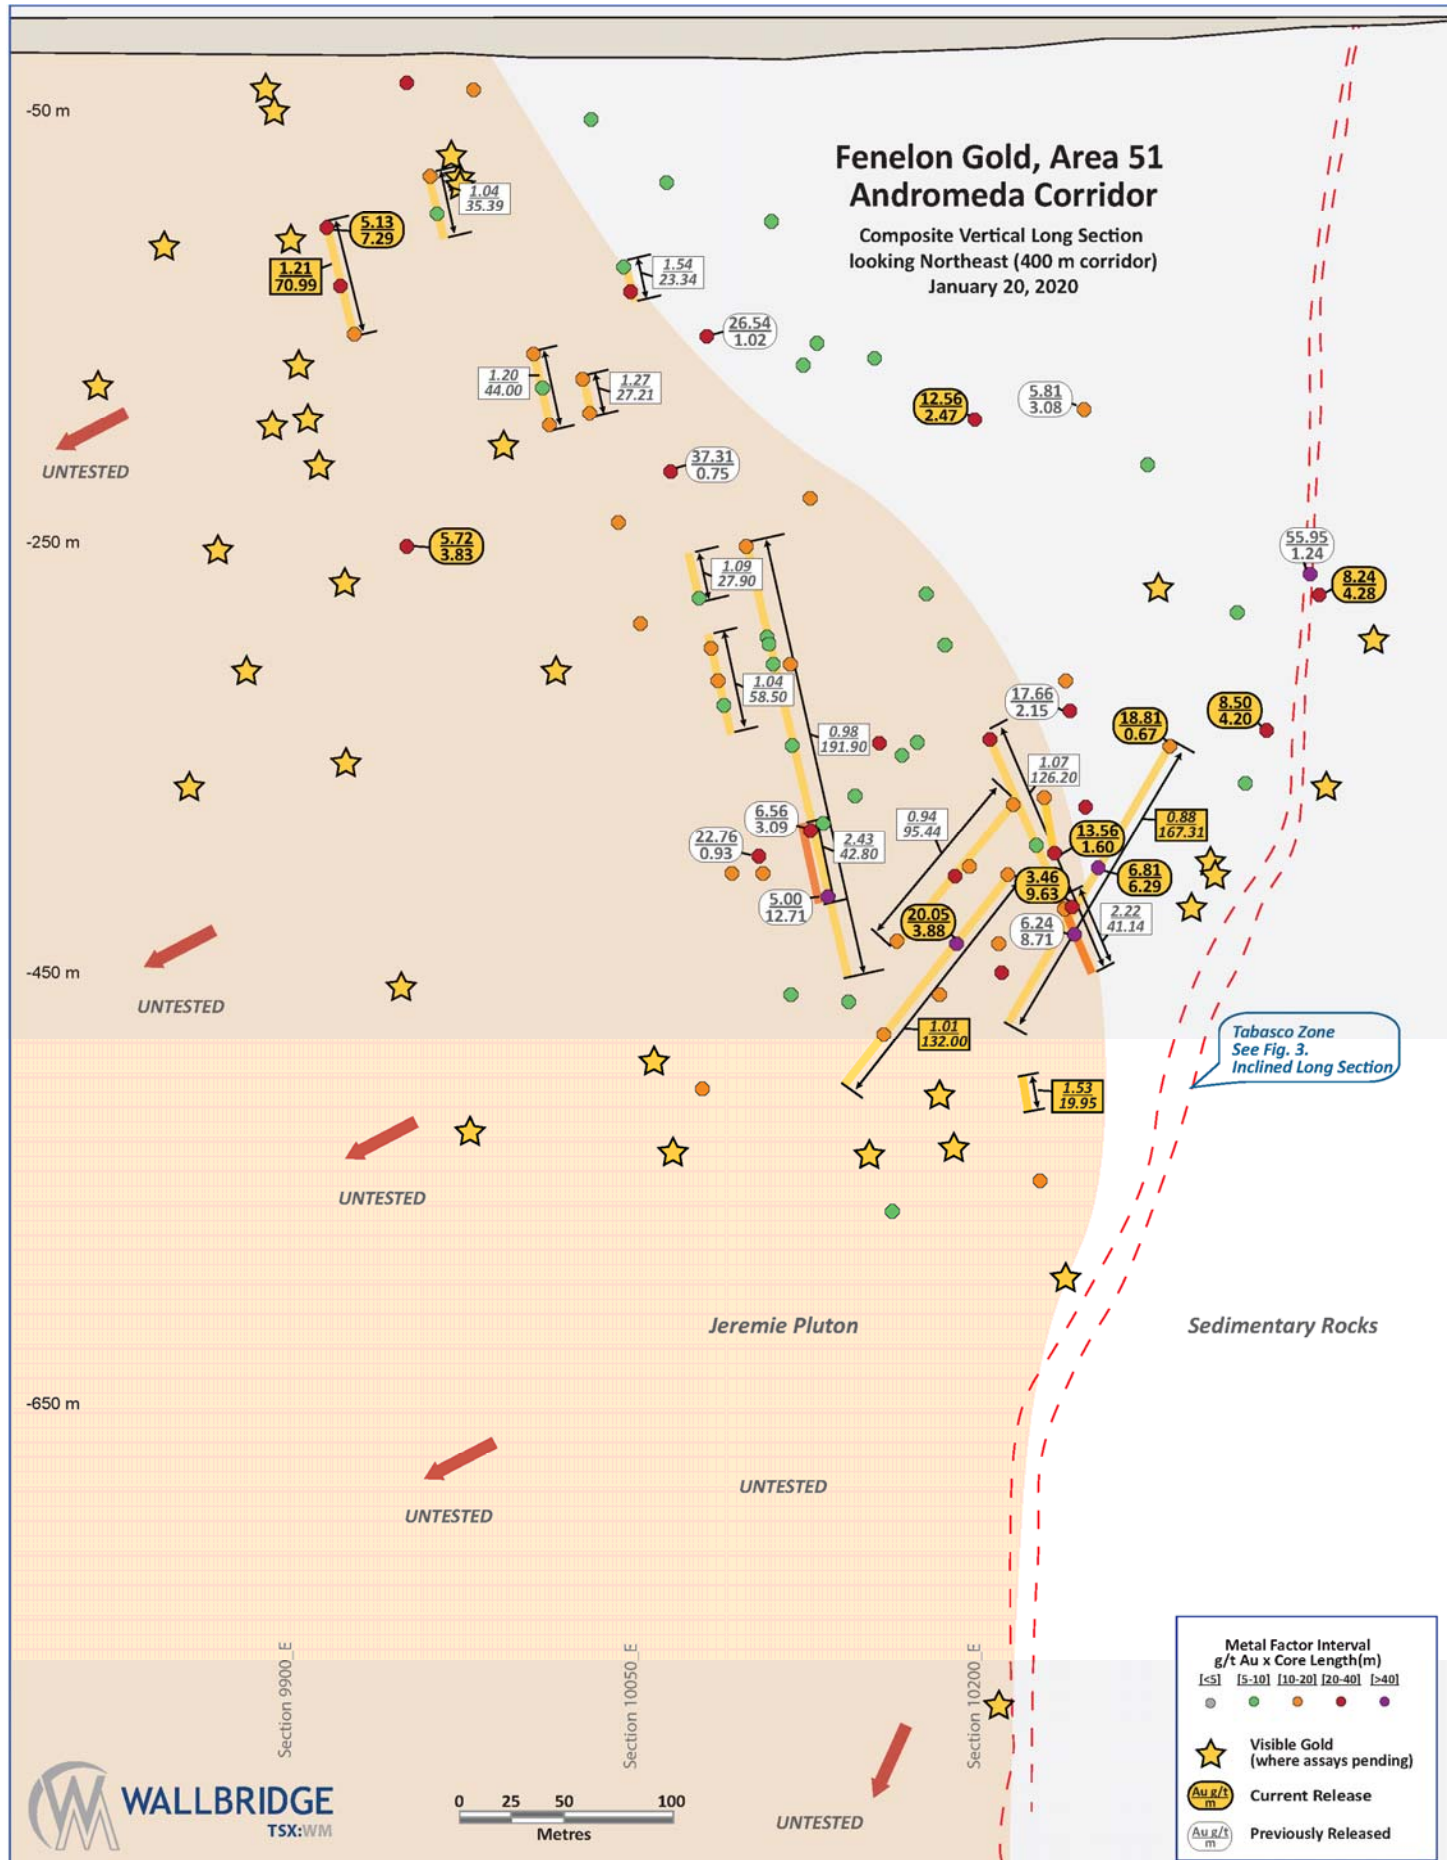 Fenelon Gold, Area 51
Andromeda Corridor
Composite Vertical Long Section
looking Northeast (400 m corridor)
January 20, 2020
-50 m
1.04
35.39
5.13
7.29
1.21
70.99
1.54
23.34
26.54
1.02
1.20
44.00
1.27
27.21
12.56
2.47
5.81
3.08
UNTESTED
37.31
0.75
-250 m
5.72
3.83
55.95
1.24
8.24
4.28
1.09
27.90
1.04
58.50
17.66
2.15
8.50
4.20
18.81
0.67
0.98
191.90
1.07
126.20
0.94
95.44
6.56
3.09
0.88
167.31
22.76
0.93
2.43
42.80
13.56
1.60
3.46
9.63
6.81
6.29
5.00
12.71
20.05
3.88
6.24
8.71
2.22
41.14
-450 m
UNTESTED
1.01
132.00
Tabasco Zone
See Fig. 3.
Inclined Long Section
1.53
19.95
UNTESTED
Jeremie Pluton
Sedimentary Rocks
-650 m
UNTESTED
UNTESTED
Section 9900_E
Section 10050_E
Section 10200_E
UNTESTED
WALLBRIDGE
TSX:WM
0 25 50 100
Metres
Metal Factor Interval
g/t Au x Core Length(m)
[<5] [5-10] [10-20] [20-40] [>40]
Visible Gold
(where assays pending)
Au g/t
m
Current Release
Au g/t
m
Previously Released